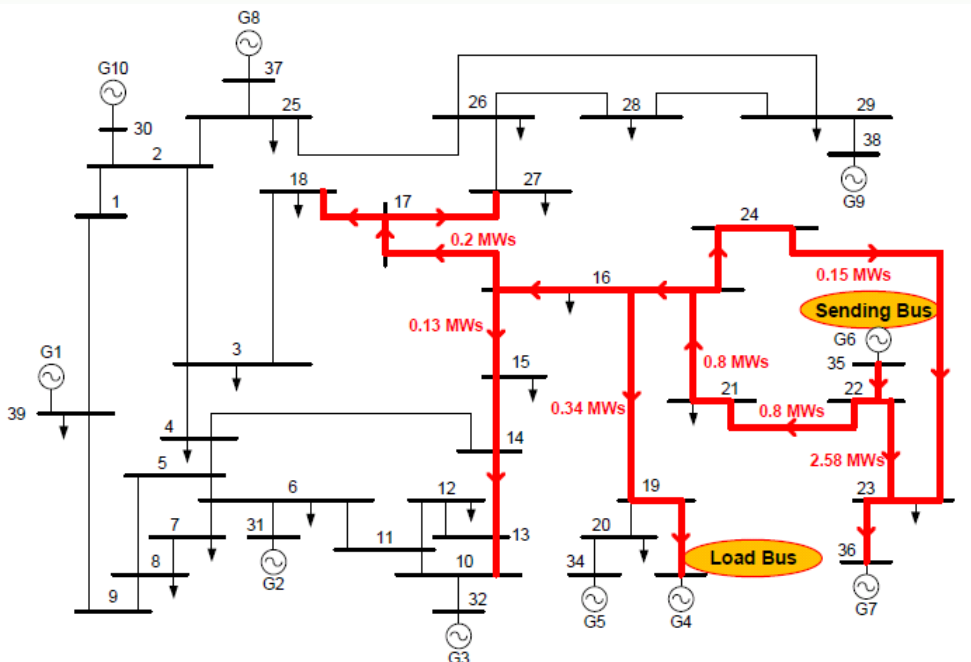 G8
37
G10
25
26
28
29
30
38
2
G9
18
27
17
1
24
0.2 MWs
0.15 MWs
16
Sending Bus
0.13 MWs
G6
35
3
15
0.8 MWs
G1
22
21
39
0.34 MWs
0.8 MWs
4
14
2.58 MWs
5
6
12
19
23
7
31
13
20
11
36
8
10
34
Load Bus
G2
9
32
G5
G4
G7
G3